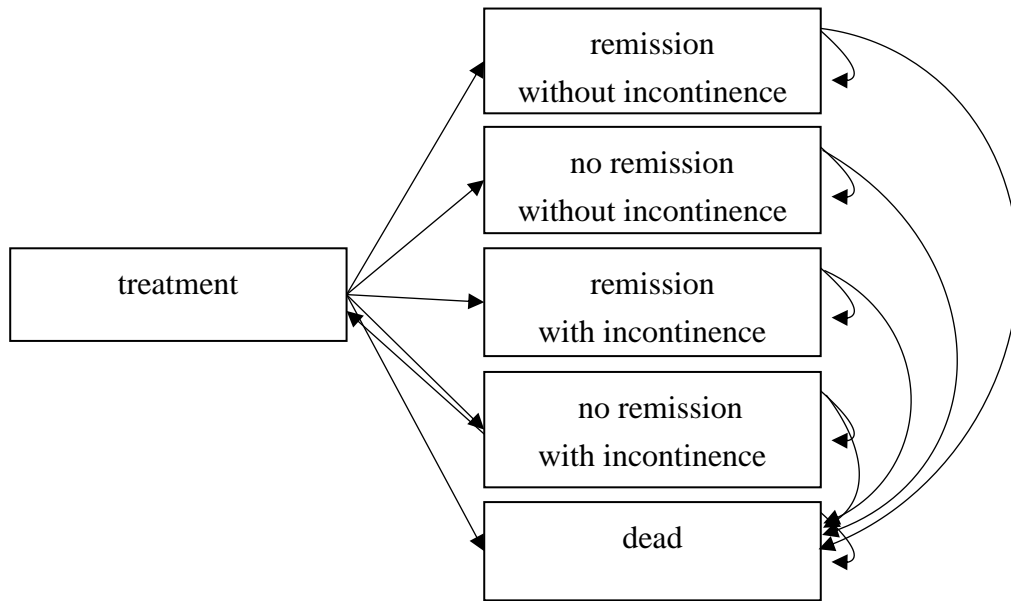 remission
without incontinence
no remission
without incontinence
treatment
remission
with incontinence
no remission
with incontinence
dead